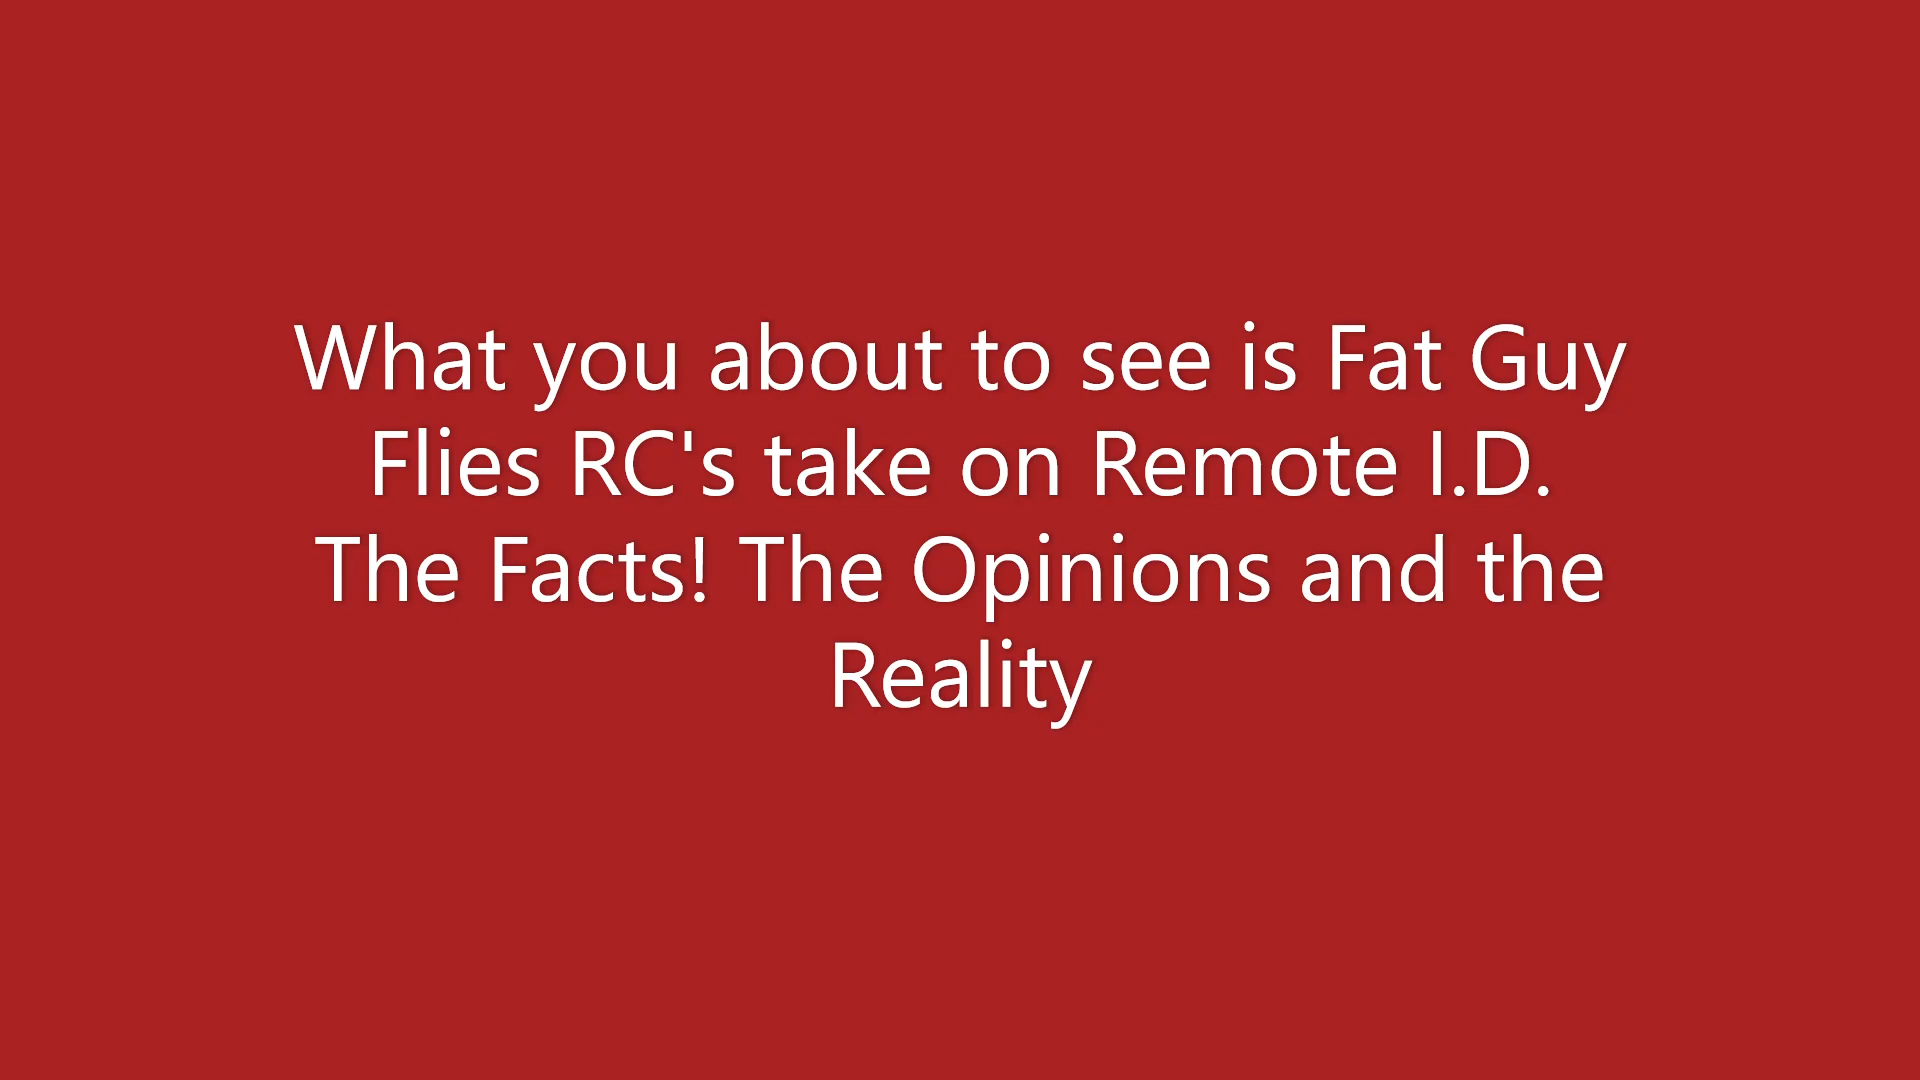 What you about to see is Fat Guy
Flies RC's take on Remote I.D.
The Facts! The Opinions and the
Reality